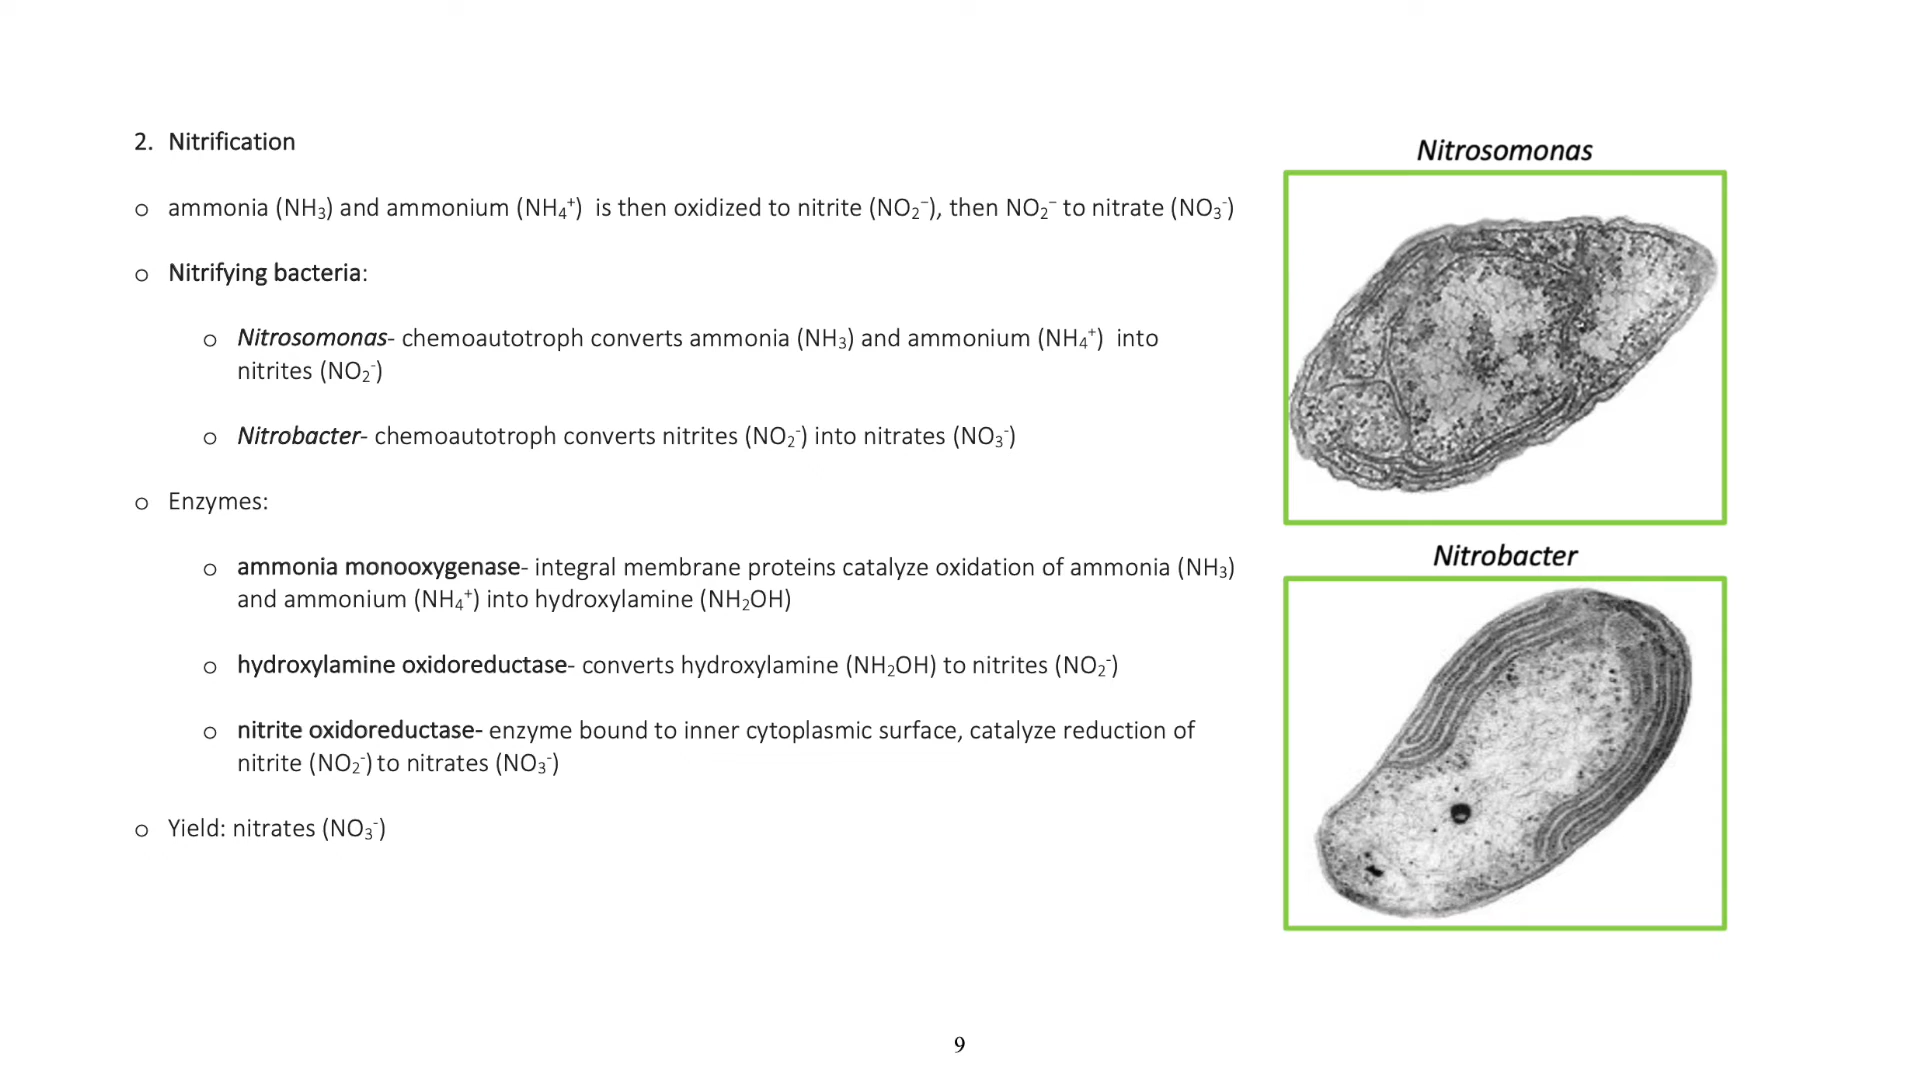 2. Nitrification
o ammonia (NH₃) and ammonium (NH₄⁺) is then oxidized to nitrite (NO₂⁻), then NO₂⁻ to nitrate (NO₃⁻)
o Nitrifying bacteria:
o Nitrosomonas- chemoautotroph converts ammonia (NH₃) and ammonium (NH₄⁺) into
nitrites (NO₂⁻)
o Nitrobacter- chemoautotroph converts nitrites (NO₂⁻) into nitrates (NO₃⁻)
o Enzymes:
o ammonia monooxygenase- integral membrane proteins catalyze oxidation of ammonia (NH₃)
and ammonium (NH₄⁺) into hydroxylamine (NH₂OH)
o hydroxylamine oxidoreductase- converts hydroxylamine (NH₂OH) to nitrites (NO₂⁻)
o nitrite oxidoreductase- enzyme bound to inner cytoplasmic surface, catalyze reduction of
nitrite (NO₂⁻) to nitrates (NO₃⁻)
o Yield: nitrates (NO₃⁻)
Nitrosomonas
Nitrobacter
9